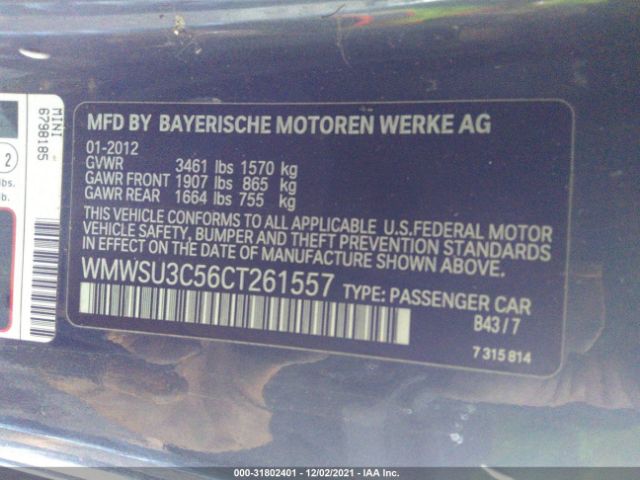 MFD BY BAYERISCHE MOTOREN WERKE AG
01-2012
GVWR 3461 lbs 1570 kg
GAWR FRONT 1907 lbs 865 kg
GAWR REAR 1664 lbs 755 kg
THIS VEHICLE CONFORMS TO ALL APPLICABLE U.S.FEDERAL MOTOR
VEHICLE SAFETY, BUMPER AND THEFT PREVENTION STANDARDS
IN EFFECT ON THE DATE OF MANUFACTURE SHOWN ABOVE.
WMWSU3C56CT261557 TYPE: PASSENGER CAR
B43/7
7 315 814
MINI
6798185
2
lbs.
lb.
000-31802401 - 12/02/2021 - IAA Inc.